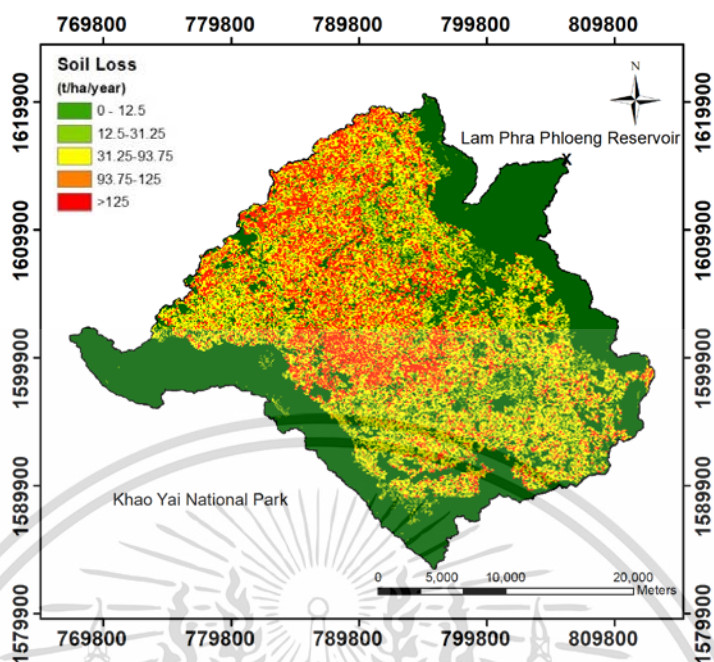 769800 779800 789800 799800 809800
Soil Loss
(t/ha/year)
0 - 12.5
12.5-31.25
31.25-93.75
93.75-125
>125
N
Lam Phra Phloeng Reservoir
X
1619900
1609900
1599900
1589900
1579900
1619900
1609900
1599900
1589900
1579900
Khao Yai National Park
0 5,000 10,000 20,000
Meters
769800 779800 789800 799800 809800